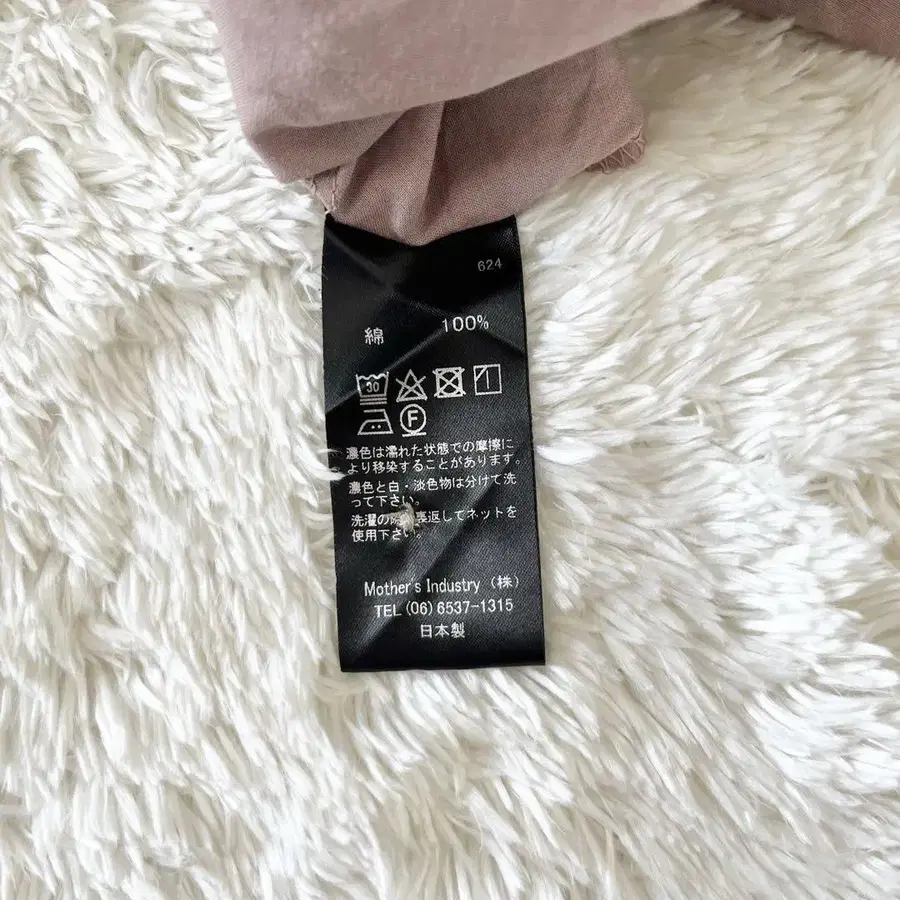 624
綿 100%
30
F
濃色は濡れた状態での摩擦に
より移染することがあります。
濃色と白・淡色物は分けて洗
って下さい。
洗濯の際 裏返してネットを
使用下さい。
Mother's Industry (株)
TEL (06) 6537-1315
日本製